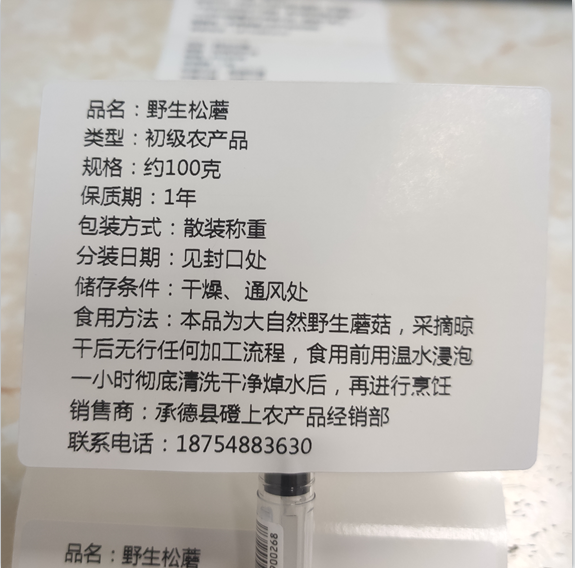 品名：野生松蘑
类型：初级农产品
规格：约100克
保质期：1年
包装方式：散装称重
分装日期：见封口处
储存条件：干燥、通风处
食用方法：本品为大自然野生蘑菇，采摘晾
干后无行任何加工流程，食用前用温水浸泡
一小时彻底清洗干净焯水后，再进行烹饪
销售商：承德县磴上农产品经销部
联系电话：18754883630
品名：野生松蘑